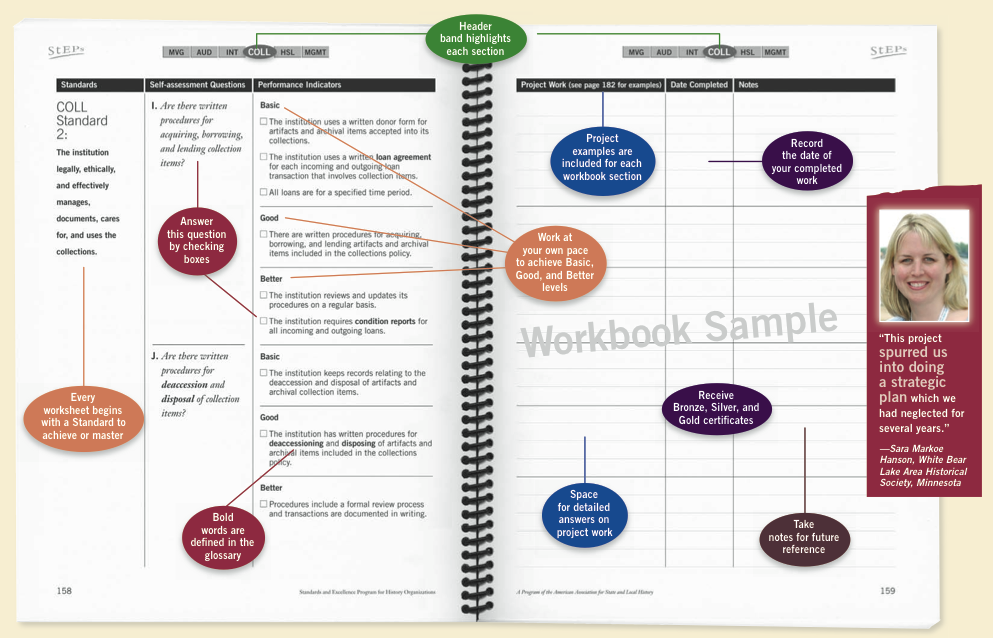 Header
band highlights
each section
StEPs
MVG AUD INT COLL HSL MGMT
MVG AUD INT COLL HSL MGMT
StEPs
Standards
Self-assessment Questions
Performance Indicators
COLL
Standard
2:
The institution
legally, ethically,
and effectively
manages,
documents, cares
for, and uses the
collections.
I. Are there written
procedures for
acquiring, borrowing,
and lending collection
items?
Basic
The institution uses a written donor form for
artifacts and archival items accepted into its
collections.
The institution uses a written loan agreement
for each incoming and outgoing loan
transaction that involves collection items.
All loans are for a specified time period.
Good
There are written procedures for acquiring,
borrowing, and lending artifacts and archival
items included in the collections policy.
Better
The institution reviews and updates its
procedures on a regular basis.
The institution requires condition reports for
all incoming and outgoing loans.
J. Are there written
procedures for
deaccession and
disposal of collection
items?
Basic
The institution keeps records relating to the
deaccession and disposal of artifacts and
archival collection items.
Good
The institution has written procedures for
deaccessioning and disposing of artifacts and
archival items included in the collections
policy.
Better
Procedures include a formal review process
and transactions are documented in writing.
Answer
this question
by checking
boxes
Every
worksheet begins
with a Standard to
achieve or master
Bold
words are
defined in the
glossary
Work at
your own pace
to achieve Basic,
Good, and Better
levels
158
Standards and Excellence Program for History Organizations
Project Work (see page 182 for examples)
Date Completed
Notes
Project
examples are
included for each
workbook section
Record
the date of
your completed
work
Workbook Sample
Receive
Bronze, Silver, and
Gold certificates
Space
for detailed
answers on
project work
Take
notes for future
reference
A Program of the American Association for State and Local History
159
“This project
spurred us
into doing
a strategic
plan which we
had neglected for
several years.”
—Sara Markoe
Hanson, White Bear
Lake Area Historical
Society, Minnesota